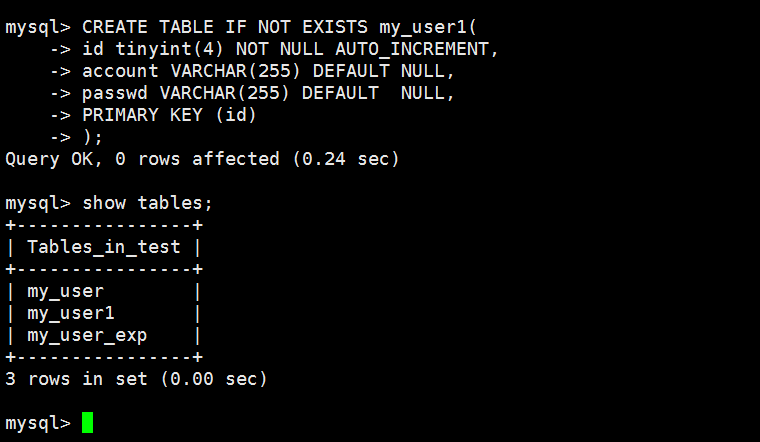 mysql> CREATE TABLE IF NOT EXISTS my_user1(
    -> id tinyint(4) NOT NULL AUTO_INCREMENT,
    -> account VARCHAR(255) DEFAULT NULL,
    -> passwd VARCHAR(255) DEFAULT  NULL,
    -> PRIMARY KEY (id)
    -> );
Query OK, 0 rows affected (0.24 sec)

mysql> show tables;
+----------------+
| Tables_in_test |
+----------------+
| my_user        |
| my_user1       |
| my_user_exp    |
+----------------+
3 rows in set (0.00 sec)

mysql>